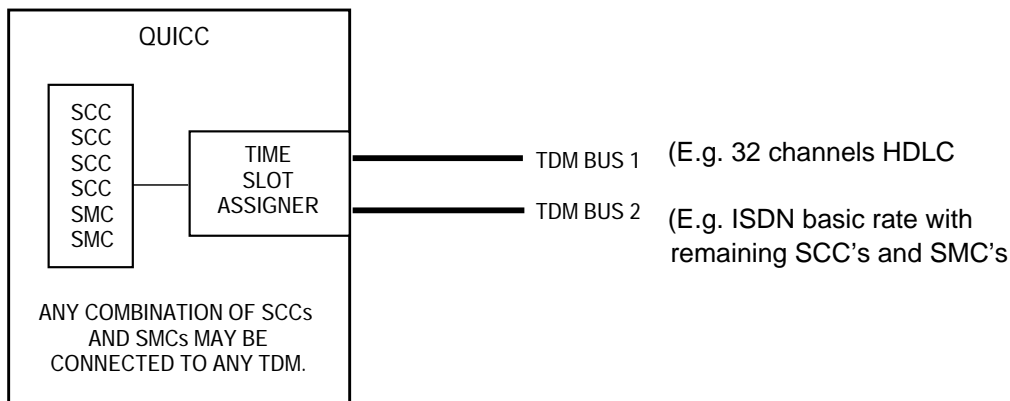 QUICC
SCC
SCC
SCC
SCC
SMC
SMC
TIME
SLOT
ASSIGNER
TDM BUS 1
(E.g. 32 channels HDLC
TDM BUS 2
(E.g. ISDN basic rate with
remaining SCC's and SMC's
ANY COMBINATION OF SCCs
AND SMCs MAY BE
CONNECTED TO ANY TDM.